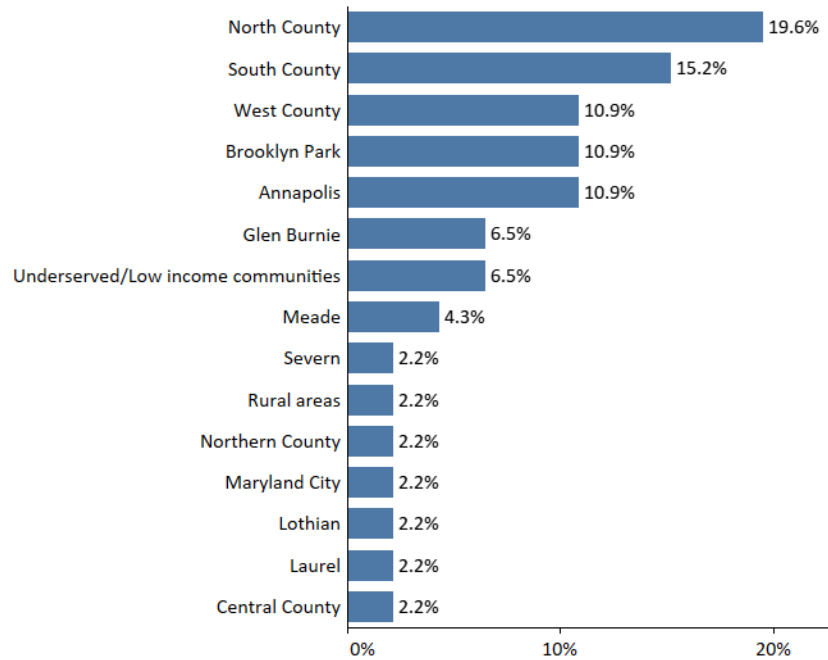 North County 19.6%
South County 15.2%
West County 10.9%
Brooklyn Park 10.9%
Annapolis 10.9%
Glen Burnie 6.5%
Underserved/Low income communities 6.5%
Meade 4.3%
Severn 2.2%
Rural areas 2.2%
Northern County 2.2%
Maryland City 2.2%
Lothian 2.2%
Laurel 2.2%
Central County 2.2%
0% 10% 20%